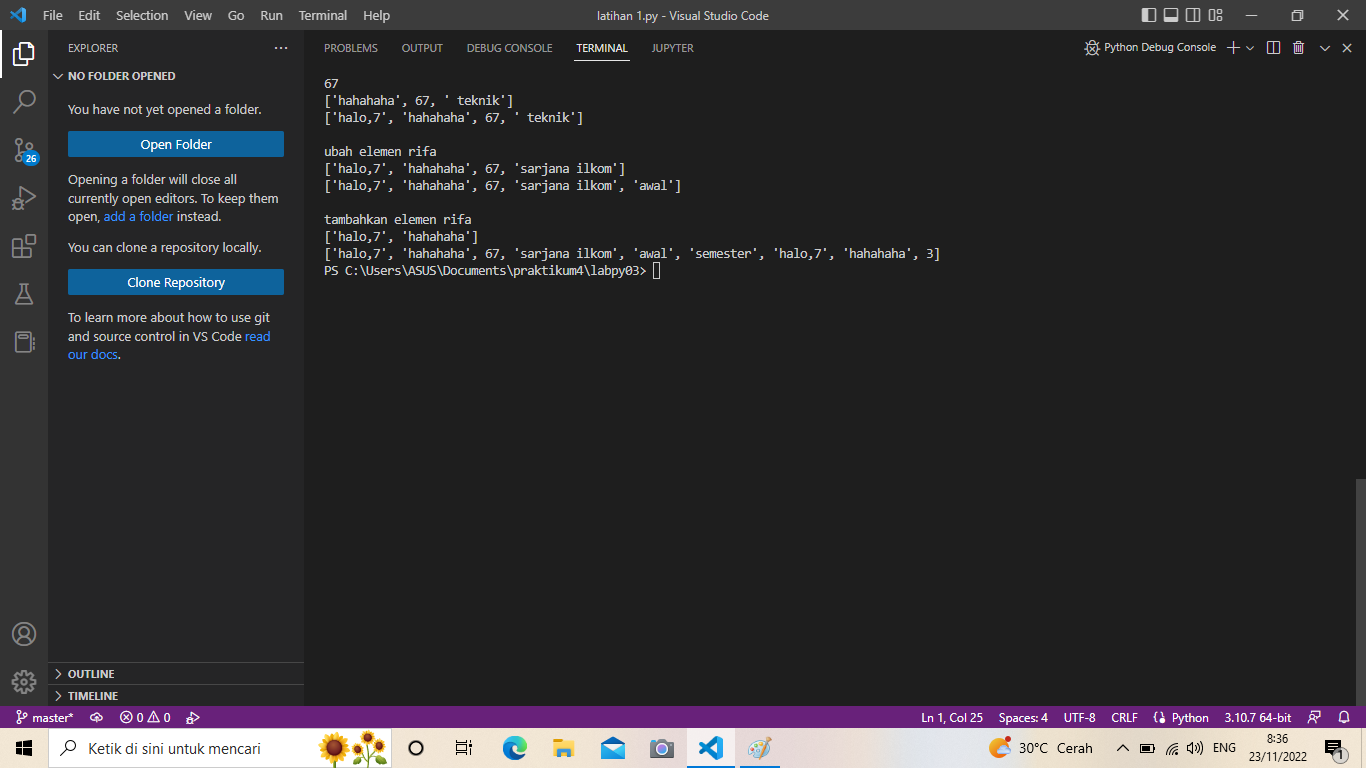 File Edit Selection View Go Run Terminal Help
latihan 1.py - Visual Studio Code
EXPLORER
NO FOLDER OPENED
You have not yet opened a folder.
Open Folder
Opening a folder will close all
currently open editors. To keep them
open, add a folder instead.
You can clone a repository locally.
Clone Repository
To learn more about how to use git
and source control in VS Code read
our docs.
OUTLINE
TIMELINE
26
PROBLEMS OUTPUT DEBUG CONSOLE TERMINAL JUPYTER
Python Debug Console
67
['hahahaha', 67, ' teknik']
['halo,7', 'hahahaha', 67, ' teknik']
ubah elemen rifa
['halo,7', 'hahahaha', 67, 'sarjana ilkom']
['halo,7', 'hahahaha', 67, 'sarjana ilkom', 'awal']
tambahkan elemen rifa
['halo,7', 'hahahaha']
['halo,7', 'hahahaha', 67, 'sarjana ilkom', 'awal', 'semester', 'halo,7', 'hahahaha', 3]
PS C:\Users\ASUS\Documents\praktikum4\labpy03>
master* 0 0
Ln 1, Col 25 Spaces: 4 UTF-8 CRLF Python 3.10.7 64-bit
Ketik di sini untuk mencari
30°C Cerah
ENG
8:36
23/11/2022
1